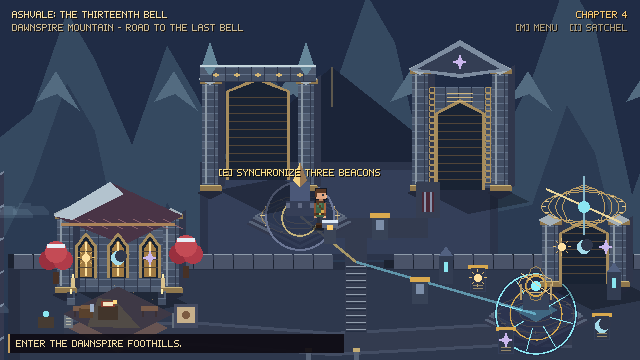 ASHVALE: THE THIRTEENTH BELL
DAWNSPIRE MOUNTAIN - ROAD TO THE LAST BELL
CHAPTER 4
[M] MENU [I] SATCHEL
[E] SYNCHRONIZE THREE BEACONS
ENTER THE DAWNSPIRE FOOTHILLS.